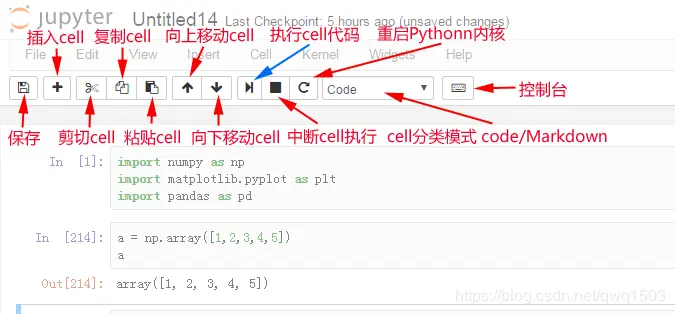 jupyter Untitled14 Last Checkpoint: 5 hours ago (unsaved changes)
插入cell 复制cell 向上移动cell 执行cell代码 重启Pythonn内核
File Edit View Insert Cell Kernel Widgets Help
Code
控制台
保存 剪切cell 粘贴cell 向下移动cell 中断cell执行 cell分类模式 code/Markdown
In [1]: import numpy as np
import matplotlib.pyplot as plt
import pandas as pd
In [214]: a = np.array([1,2,3,4,5])
a
Out[214]: array([1, 2, 3, 4, 5])
https://blog.csdn.net/qwq1503